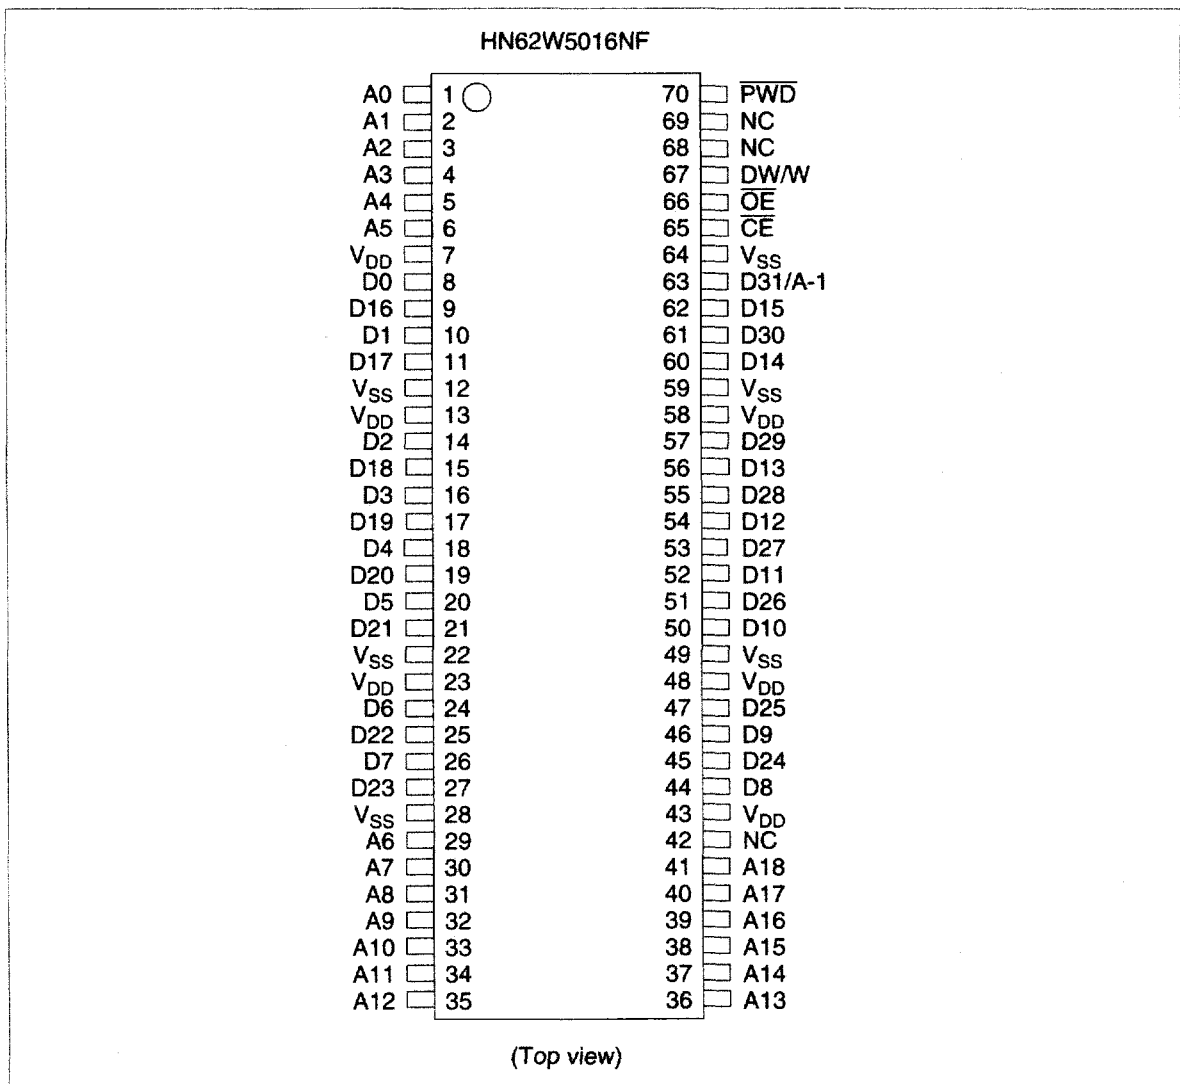 HN62W5016NF
A0 1 70 PWD
A1 2 69 NC
A2 3 68 NC
A3 4 67 DW/W
A4 5 66 OE
A5 6 65 CE
VDD 7 64 VSS
D0 8 63 D31/A-1
D16 9 62 D15
D1 10 61 D30
D17 11 60 D14
VSS 12 59 VSS
VDD 13 58 VDD
D2 14 57 D29
D18 15 56 D13
D3 16 55 D28
D19 17 54 D12
D4 18 53 D27
D20 19 52 D11
D5 20 51 D26
D21 21 50 D10
VSS 22 49 VSS
VDD 23 48 VDD
D6 24 47 D25
D22 25 46 D9
D7 26 45 D24
D23 27 44 D8
VSS 28 43 VDD
A6 29 42 NC
A7 30 41 A18
A8 31 40 A17
A9 32 39 A16
A10 33 38 A15
A11 34 37 A14
A12 35 36 A13
(Top view)